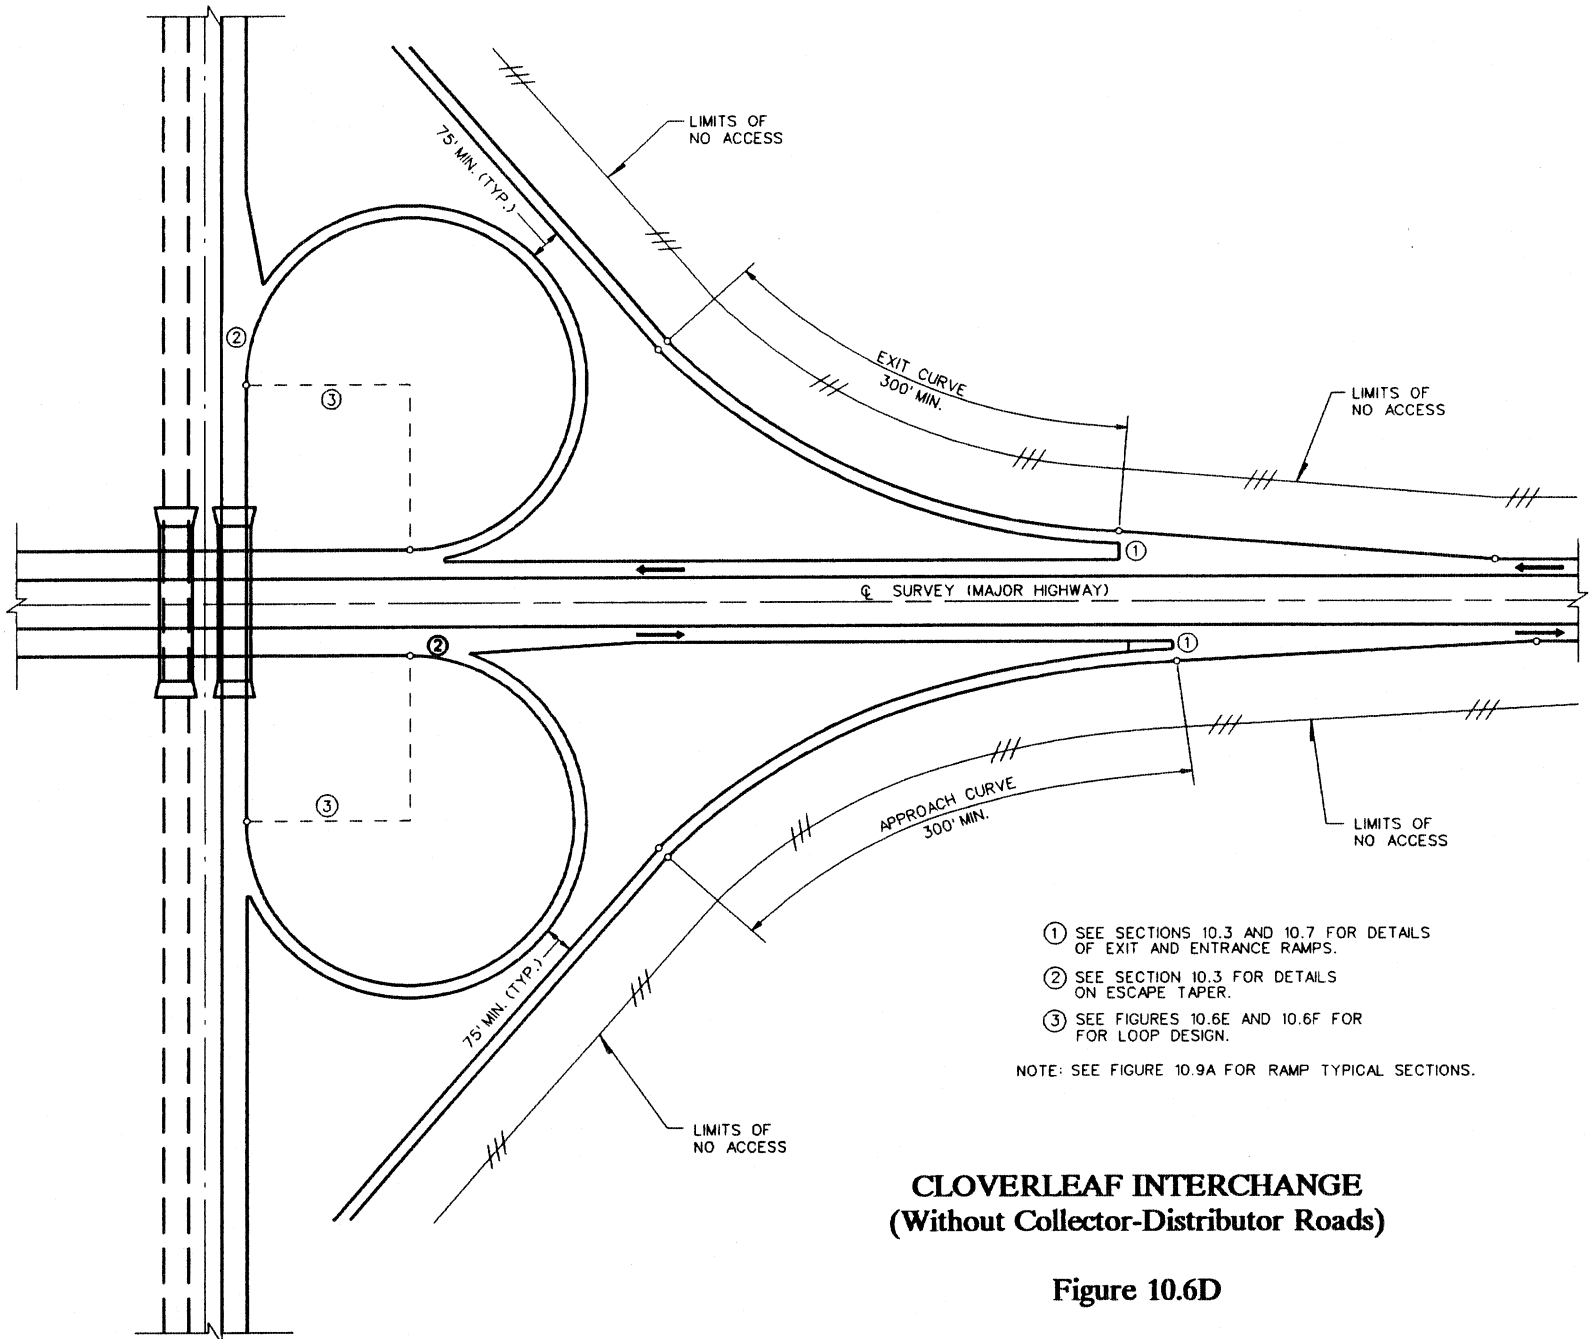 LIMITS OF
NO ACCESS
75' MIN. (TYP.)
②
③
EXIT CURVE
300' MIN.
LIMITS OF
NO ACCESS
①
℄ SURVEY (MAJOR HIGHWAY)
②
①
③
APPROACH CURVE
300' MIN.
LIMITS OF
NO ACCESS
75' MIN. (TYP.)
① SEE SECTIONS 10.3 AND 10.7 FOR DETAILS
OF EXIT AND ENTRANCE RAMPS.
② SEE SECTION 10.3 FOR DETAILS
ON ESCAPE TAPER.
③ SEE FIGURES 10.6E AND 10.6F FOR
FOR LOOP DESIGN.
NOTE: SEE FIGURE 10.9A FOR RAMP TYPICAL SECTIONS.
LIMITS OF
NO ACCESS
CLOVERLEAF INTERCHANGE
(Without Collector-Distributor Roads)
Figure 10.6D